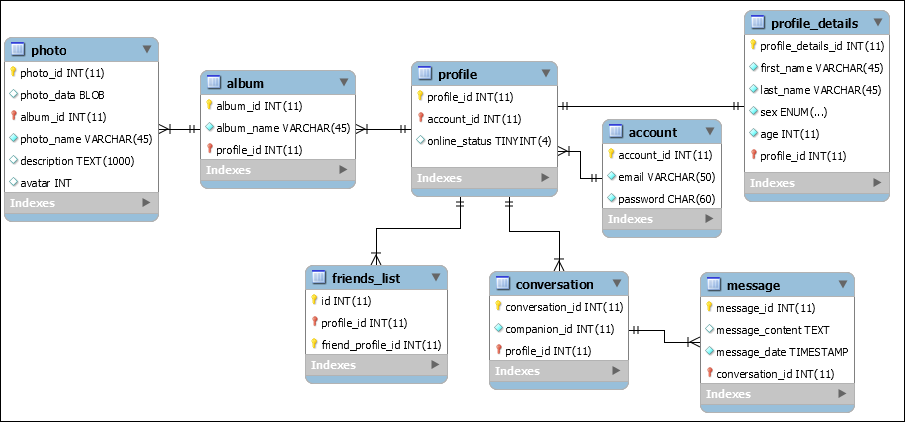 photo
photo_id INT(11)
photo_data BLOB
album_id INT(11)
photo_name VARCHAR(45)
description TEXT(1000)
avatar INT
Indexes
album
album_id INT(11)
album_name VARCHAR(45)
profile_id INT(11)
Indexes
profile
profile_id INT(11)
account_id INT(11)
online_status TINYINT(4)
Indexes
profile_details
profile_details_id INT(11)
first_name VARCHAR(45)
last_name VARCHAR(45)
sex ENUM(...)
age INT(11)
profile_id INT(11)
Indexes
account
account_id INT(11)
email VARCHAR(50)
password CHAR(60)
Indexes
friends_list
id INT(11)
profile_id INT(11)
friend_profile_id INT(11)
Indexes
conversation
conversation_id INT(11)
companion_id INT(11)
profile_id INT(11)
Indexes
message
message_id INT(11)
message_content TEXT
message_date TIMESTAMP
conversation_id INT(11)
Indexes